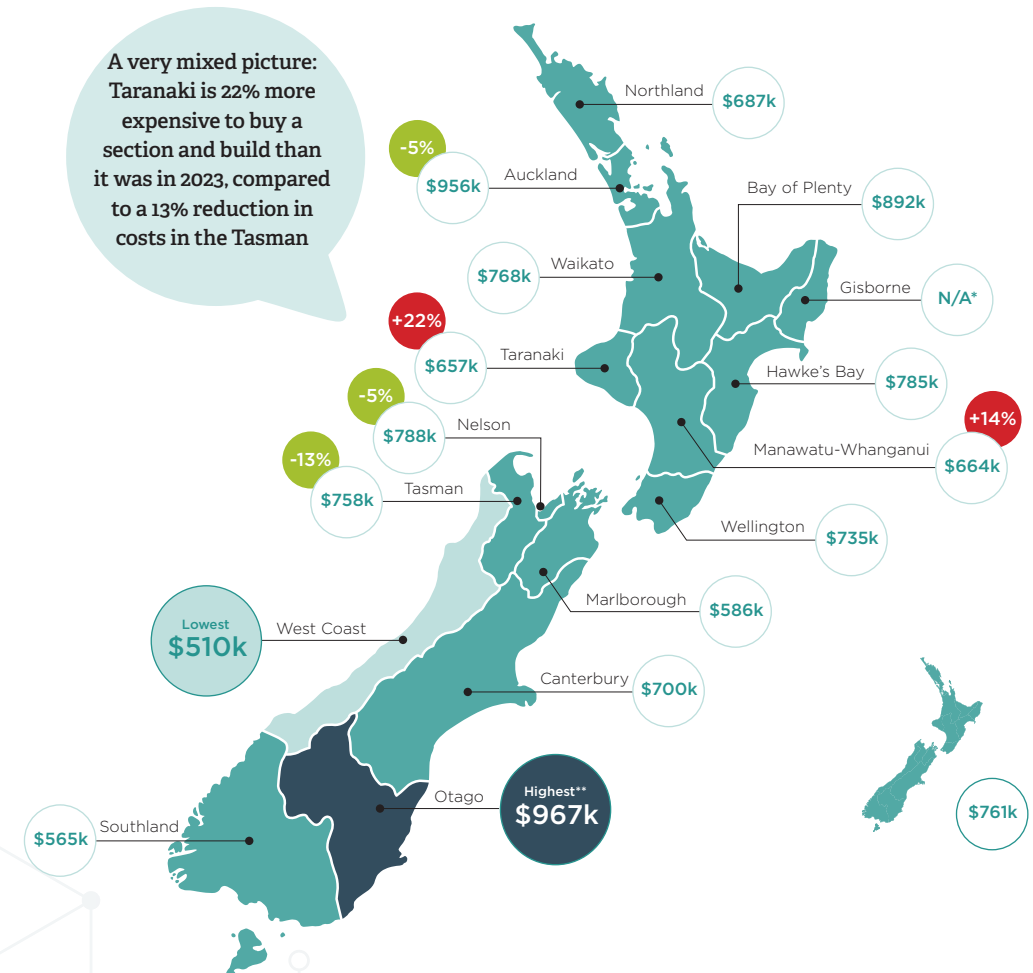 A very mixed picture:
Taranaki is 22% more
expensive to buy a
section and build than
it was in 2023, compared
to a 13% reduction in
costs in the Tasman
Northland
$687k
-5%
$956k
Auckland
Bay of Plenty
$892k
Waikato
$768k
Gisborne
N/A*
+22%
$657k
Taranaki
Hawke's Bay
$785k
-5%
$788k
Nelson
+14%
Manawatu-Whanganui
$664k
-13%
$758k
Tasman
Wellington
$735k
Marlborough
$586k
Lowest
$510k
West Coast
Canterbury
$700k
Otago
Highest**
$967k
$761k
Southland
$565k